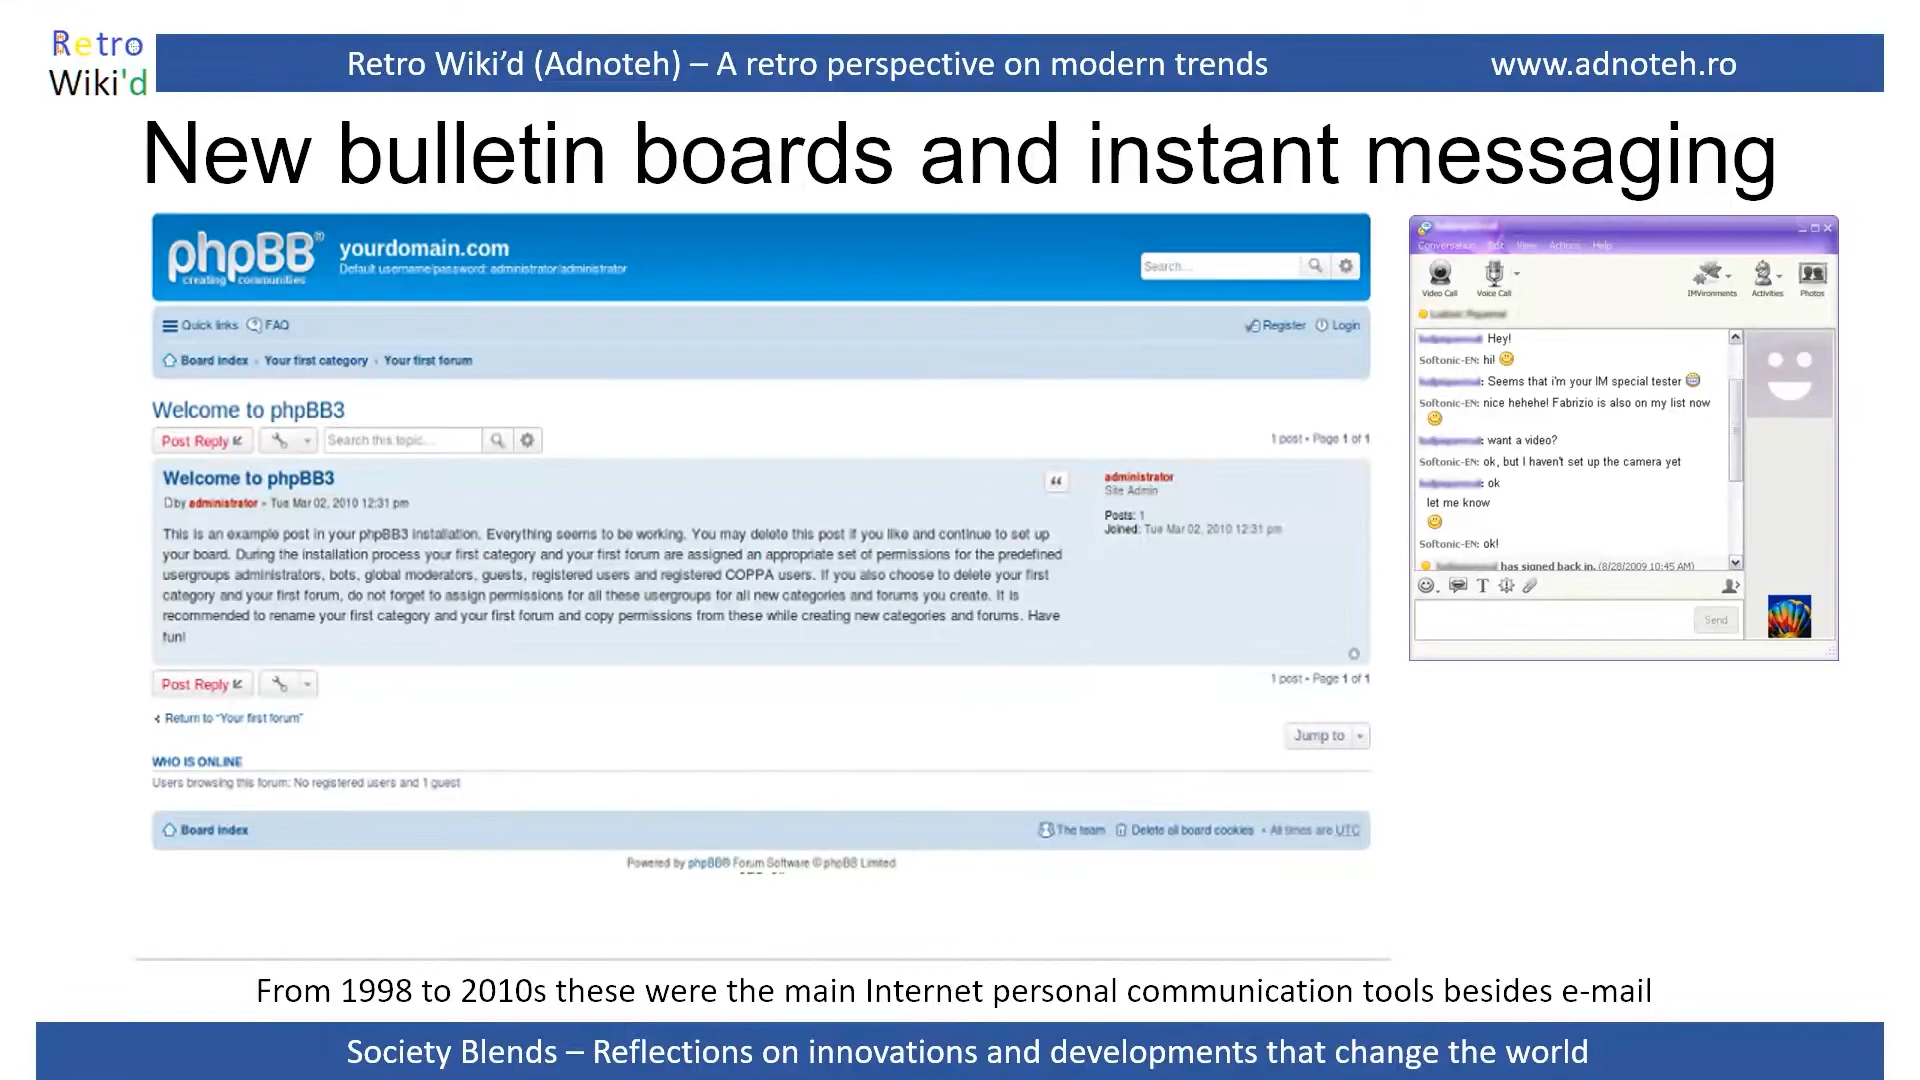 Retro
Wiki'd
Retro Wiki’d (Adnoteh) – A retro perspective on modern trends
www.adnoteh.ro
New bulletin boards and instant messaging
phpBB®
creating communities
yourdomain.com
Default username/password: administrator/administrator
Search...
Quick links FAQ
Register Login
Board index ‹ Your first category ‹ Your first forum
Welcome to phpBB3
Post Reply
Search this topic...
1 post • Page 1 of 1
Welcome to phpBB3
by administrator » Tue Mar 02, 2010 12:31 pm
This is an example post in your phpBB3 installation. Everything seems to be working. You may delete this post if you like and continue to set up
your board. During the installation process your first category and your first forum are assigned an appropriate set of permissions for the predefined
usergroups administrators, bots, global moderators, guests, registered users and registered COPPA users. If you also choose to delete your first
category and your first forum, do not forget to assign permissions for all these usergroups for all new categories and forums you create. It is
recommended to rename your first category and your first forum and copy permissions from these while creating new categories and forums. Have
fun!
administrator
Site Admin
Posts: 1
Joined: Tue Mar 02, 2010 12:31 pm
Post Reply
1 post • Page 1 of 1
Return to “Your first forum”
Jump to
WHO IS ONLINE
Users browsing this forum: No registered users and 1 guest
Board index
The team Delete all board cookies • All times are UTC
Powered by phpBB® Forum Software © phpBB Limited
Conversation Edit View Actions Help
Video Call Voice Call IMVironments Activities Photos
Hey!
Softonic-EN: hi!
: Seems that i'm your IM special tester
Softonic-EN: nice hehehe! Fabrizio is also on my list now
: want a video?
Softonic-EN: ok, but I haven't set up the camera yet
: ok
let me know
Softonic-EN: ok!
has signed back in. (8/28/2009 10:45 AM)
Send
From 1998 to 2010s these were the main Internet personal communication tools besides e-mail
Society Blends – Reflections on innovations and developments that change the world